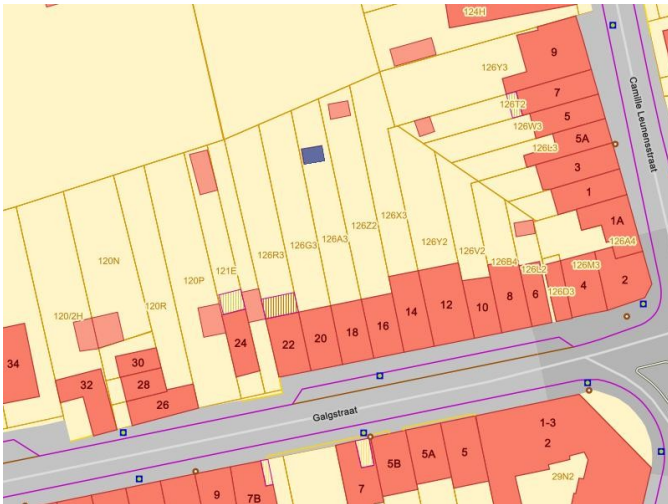 124H
9
126Y3
7
126T2
5
126W3
5A
126L3
3
1
1A
126A4
Camille Leunensstraat
126X3
126Z2
126A3
126G3
126R3
121E
120P
120N
120R
120/2H
126Y2
126V2
126B4
126L2
126D3
126M3
34
32
30
28
26
24
22
20
18
16
14
12
10
8
6
4
2
Galgstraat
9
7B
7
5B
5A
5
1-3
2
29N2